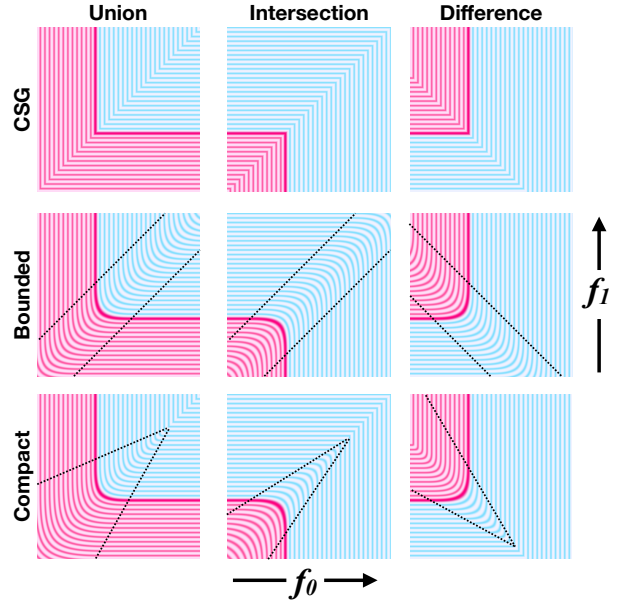 Union Intersection Difference
CSG
Bounded
f1
Compact
f0